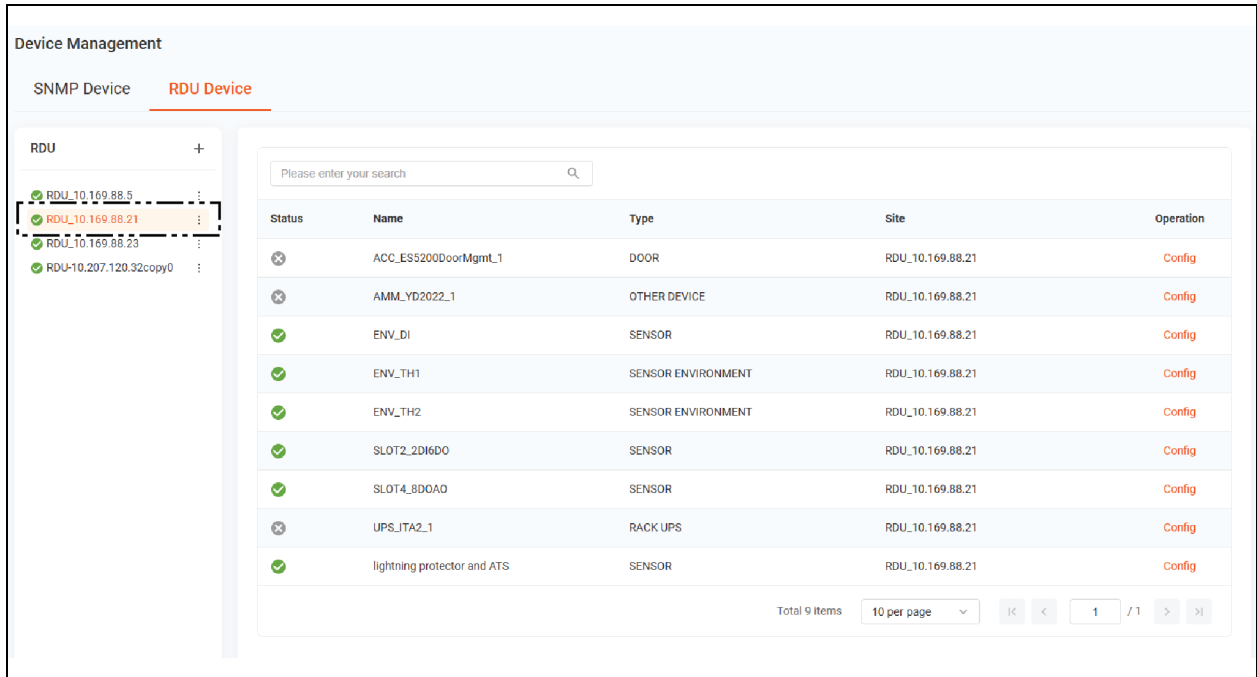 Device Management
SNMP Device RDU Device
RDU +
RDU_10.169.88.5
RDU_10.169.88.21
RDU_10.169.88.23
RDU-10.207.120.32copy0
Please enter your search
Status Name Type Site Operation
ACC_ES5200DoorMgmt_1 DOOR RDU_10.169.88.21 Config
AMM_YD2022_1 OTHER DEVICE RDU_10.169.88.21 Config
ENV_DI SENSOR RDU_10.169.88.21 Config
ENV_TH1 SENSOR ENVIRONMENT RDU_10.169.88.21 Config
ENV_TH2 SENSOR ENVIRONMENT RDU_10.169.88.21 Config
SLOT2_2DI6DO SENSOR RDU_10.169.88.21 Config
SLOT4_8DOAO SENSOR RDU_10.169.88.21 Config
UPS_ITA2_1 RACK UPS RDU_10.169.88.21 Config
lightning protector and ATS SENSOR RDU_10.169.88.21 Config
Total 9 items 10 per page 1 / 1